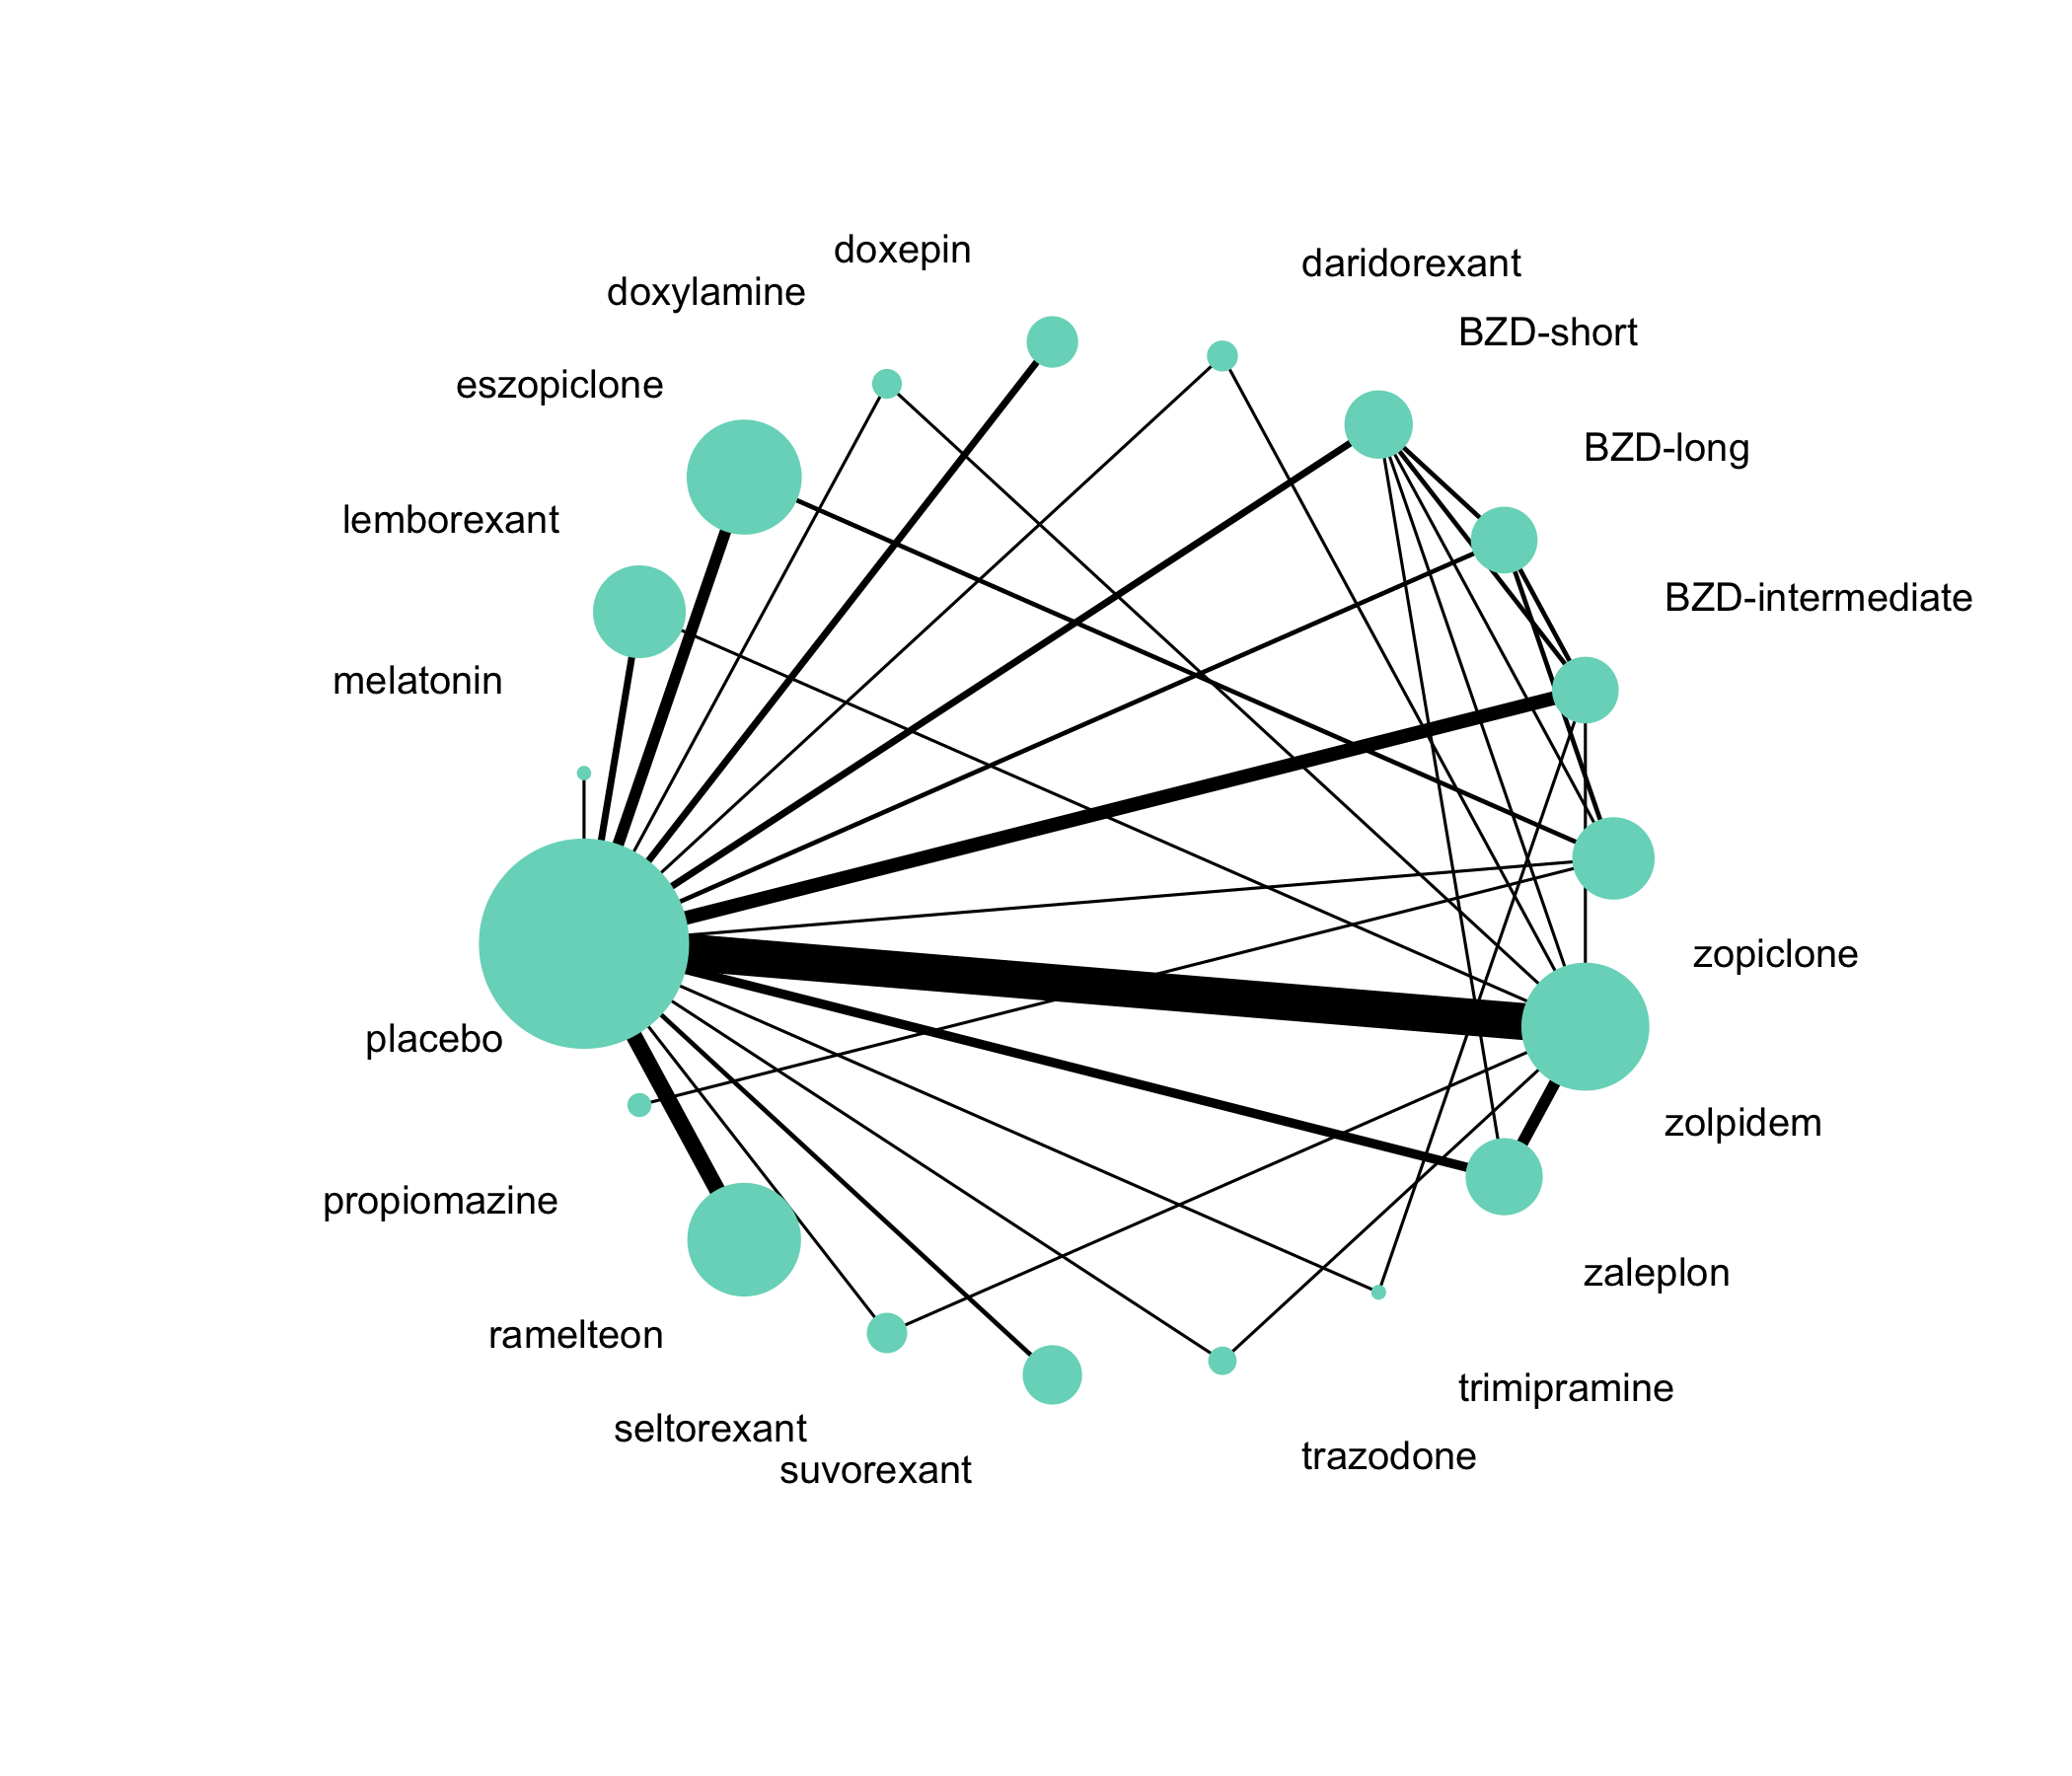 doxepin
daridorexant
doxylamine
BZD-short
eszopiclone
BZD-long
lemborexant
BZD-intermediate
melatonin
zopiclone
placebo
zolpidem
propiomazine
zaleplon
ramelteon
trimipramine
seltorexant
trazodone
suvorexant